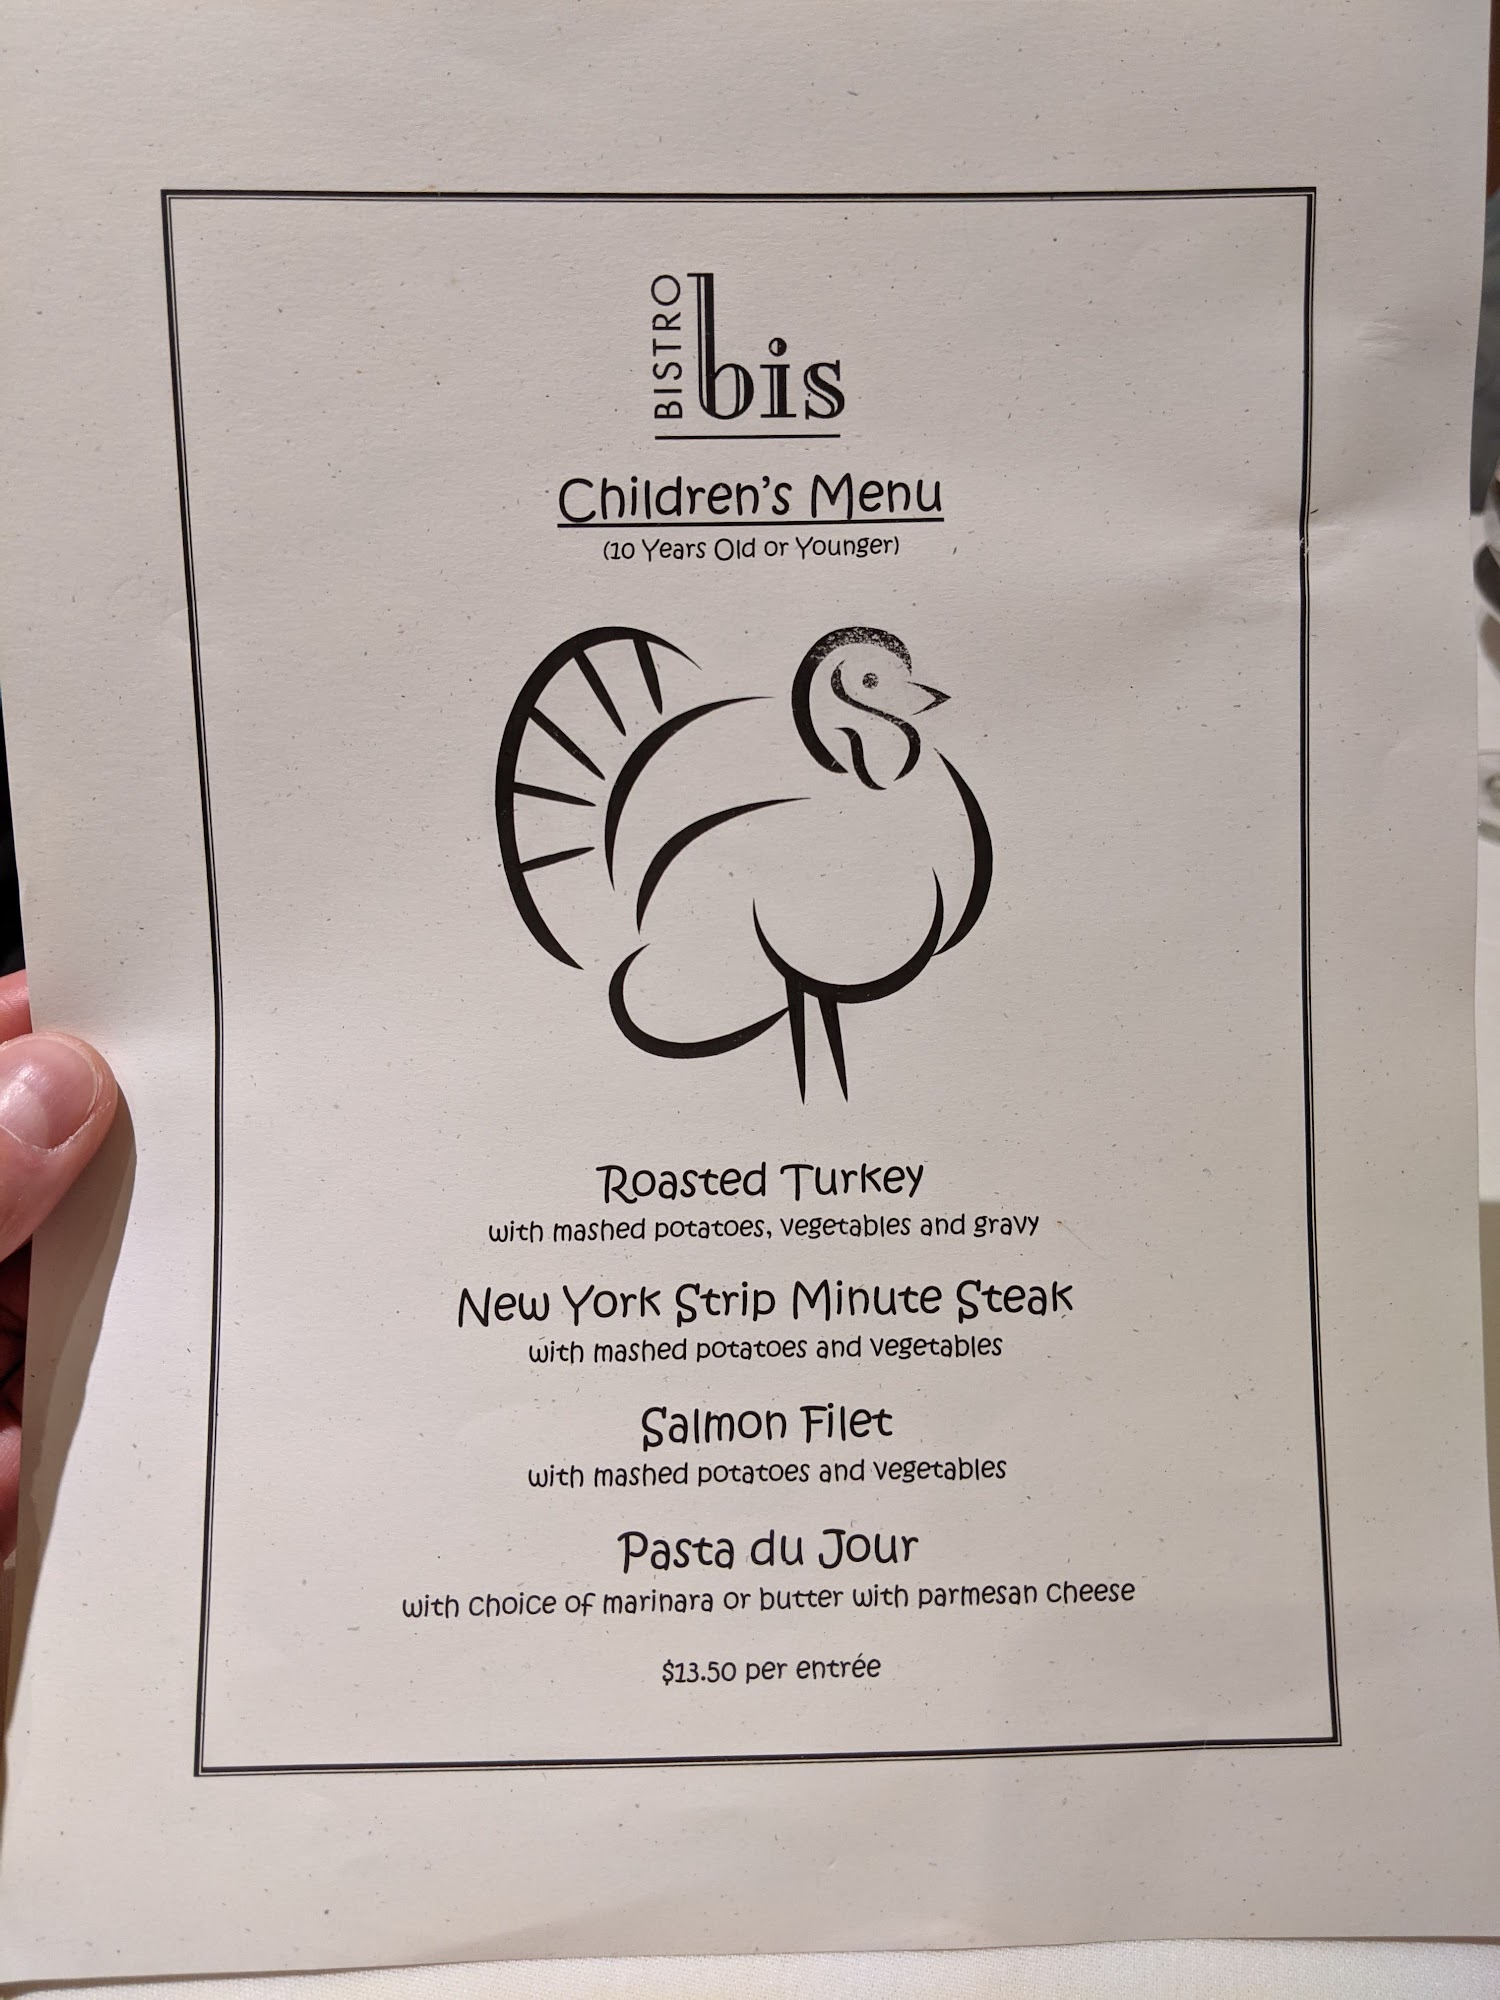 BISTRO
bis
Children's Menu
(10 Years Old or Younger)
Roasted Turkey
with mashed potatoes, vegetables and gravy
New York Strip Minute Steak
with mashed potatoes and vegetables
Salmon Filet
with mashed potatoes and vegetables
Pasta du Jour
with choice of marinara or butter with parmesan cheese
$13.50 per entrée